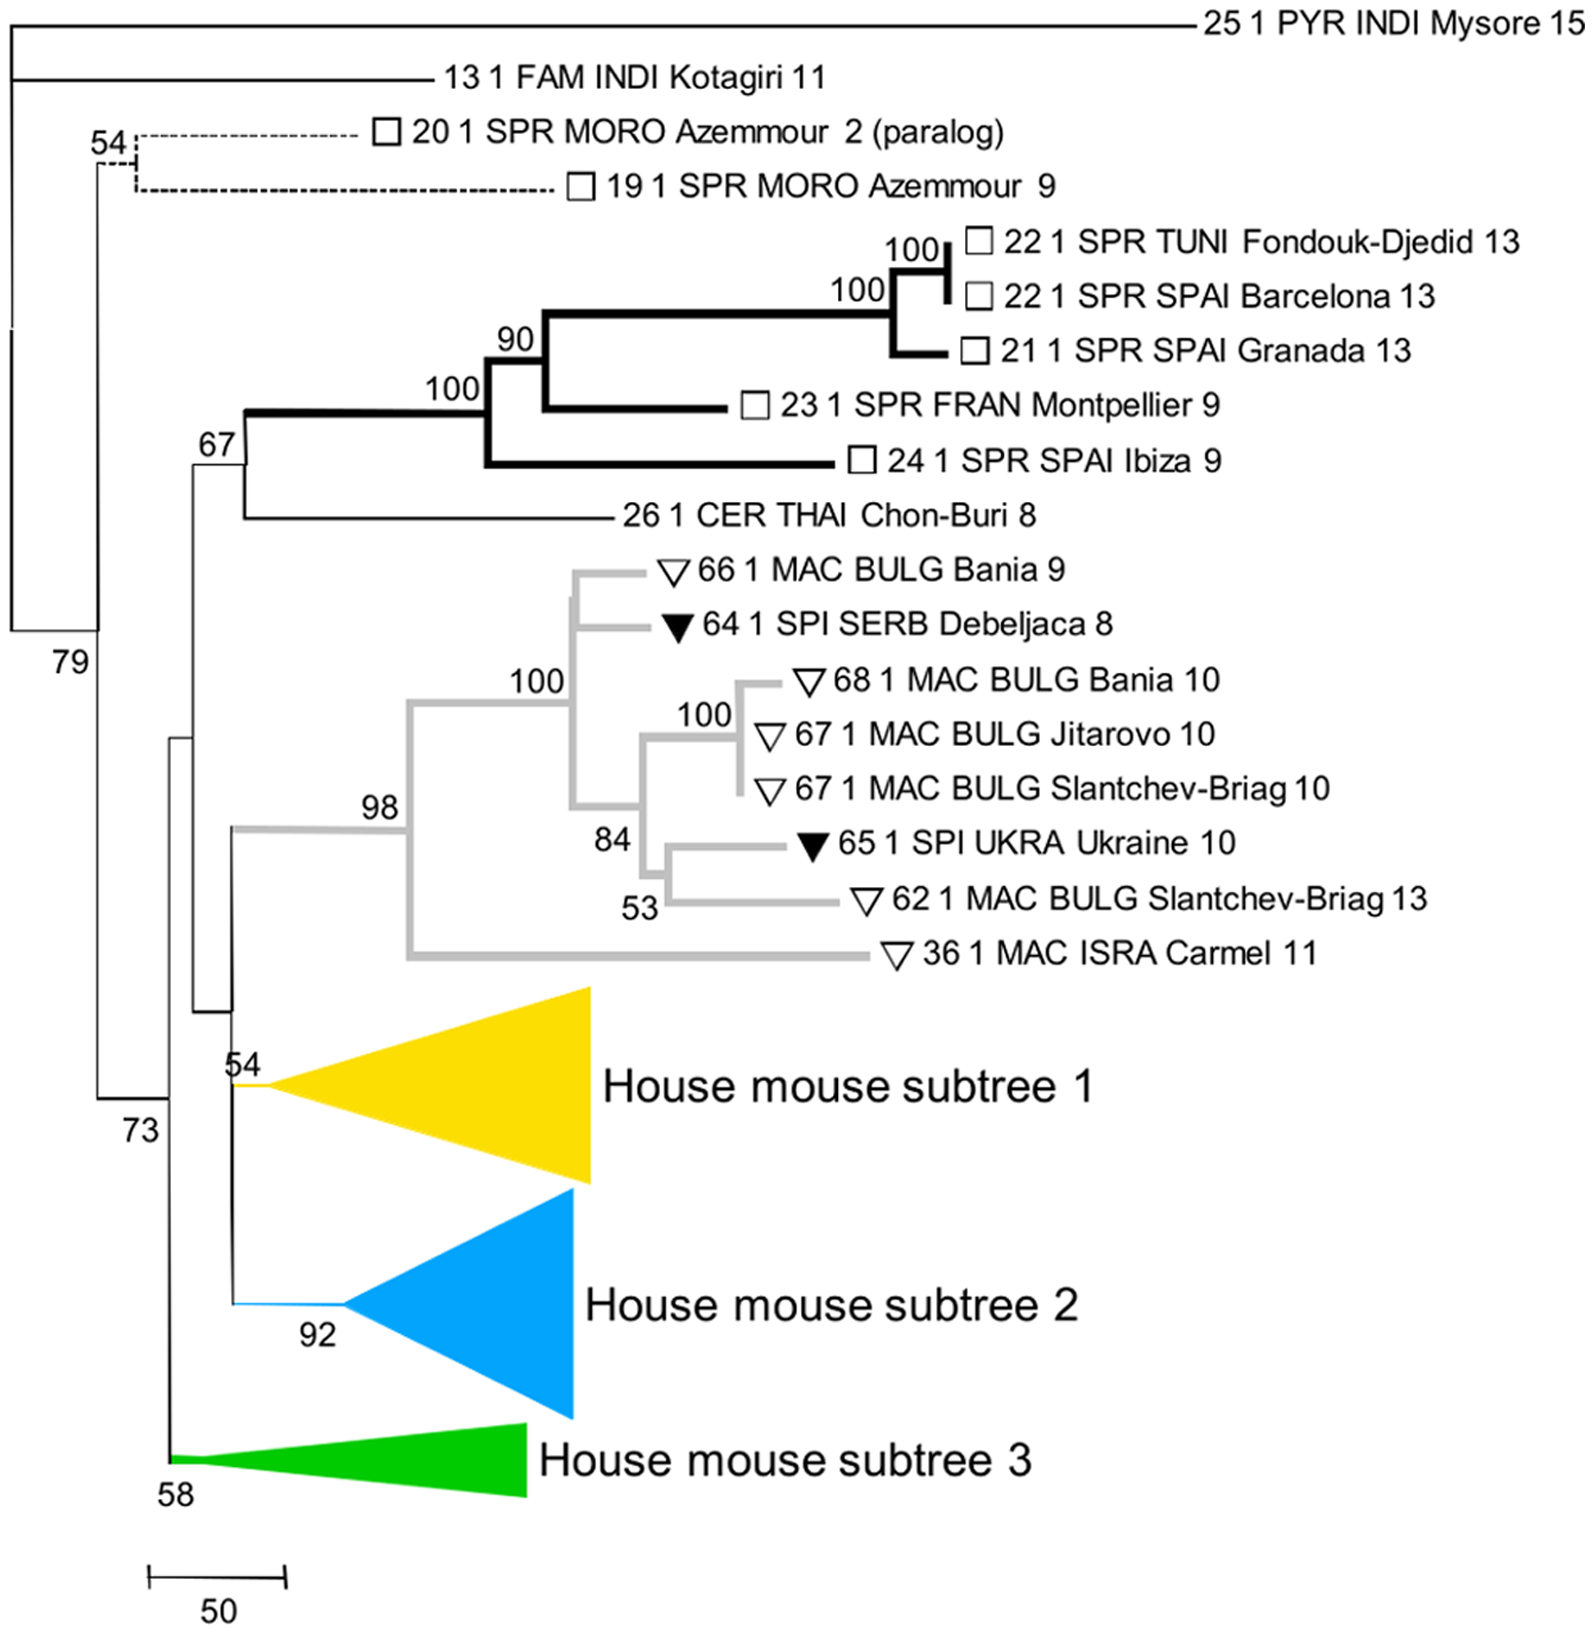 25 1 PYR INDI Mysore 15
13 1 FAM INDI Kotagiri 11
54
20 1 SPR MORO Azemmour 2 (paralog)
19 1 SPR MORO Azemmour 9
100
22 1 SPR TUNI Fondouk-Djedid 13
100
22 1 SPR SPAI Barcelona 13
90
21 1 SPR SPAI Granada 13
100
23 1 SPR FRAN Montpellier 9
67
24 1 SPR SPAI Ibiza 9
26 1 CER THAI Chon-Buri 8
66 1 MAC BULG Bania 9
64 1 SPI SERB Debeljaca 8
79
100
68 1 MAC BULG Bania 10
100
67 1 MAC BULG Jitarovo 10
67 1 MAC BULG Slantchev-Briag 10
98
84
65 1 SPI UKRA Ukraine 10
53
62 1 MAC BULG Slantchev-Briag 13
36 1 MAC ISRA Carmel 11
54
House mouse subtree 1
73
House mouse subtree 2
92
House mouse subtree 3
58
50